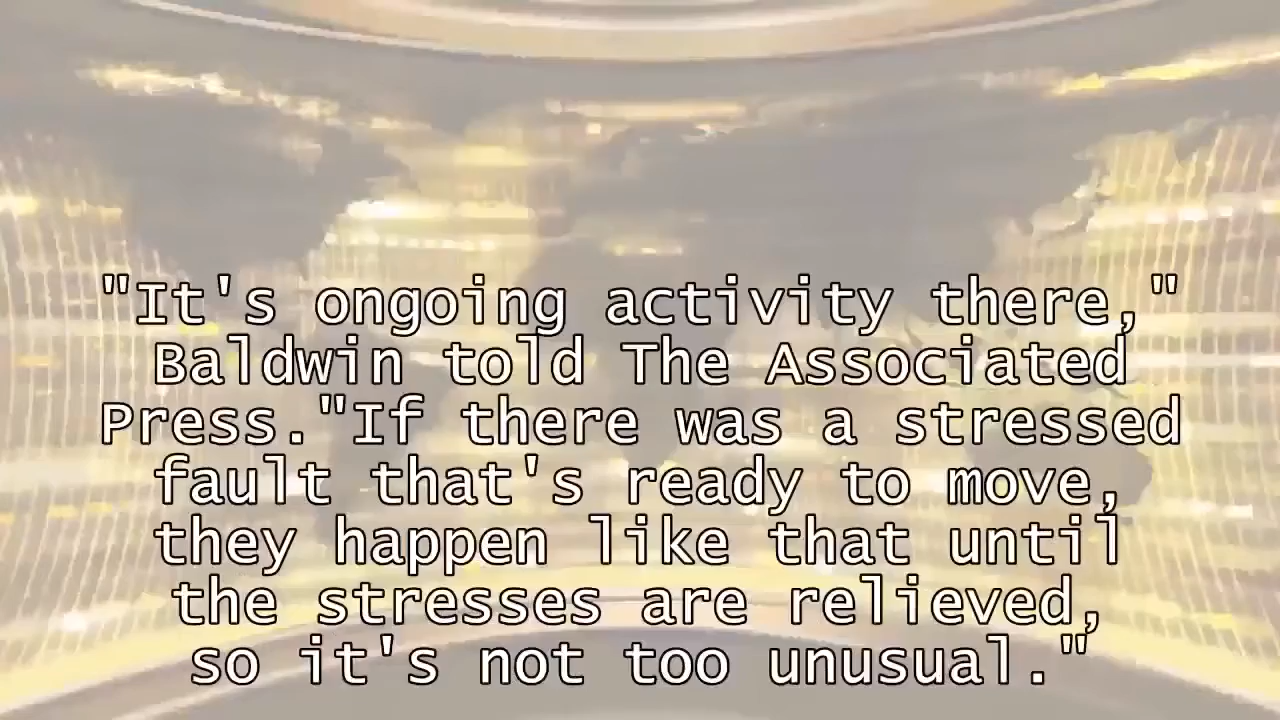 "It's ongoing activity there,"
Baldwin told The Associated
Press."If there was a stressed
fault that's ready to move,
they happen like that until
the stresses are relieved,
so it's not too unusual."